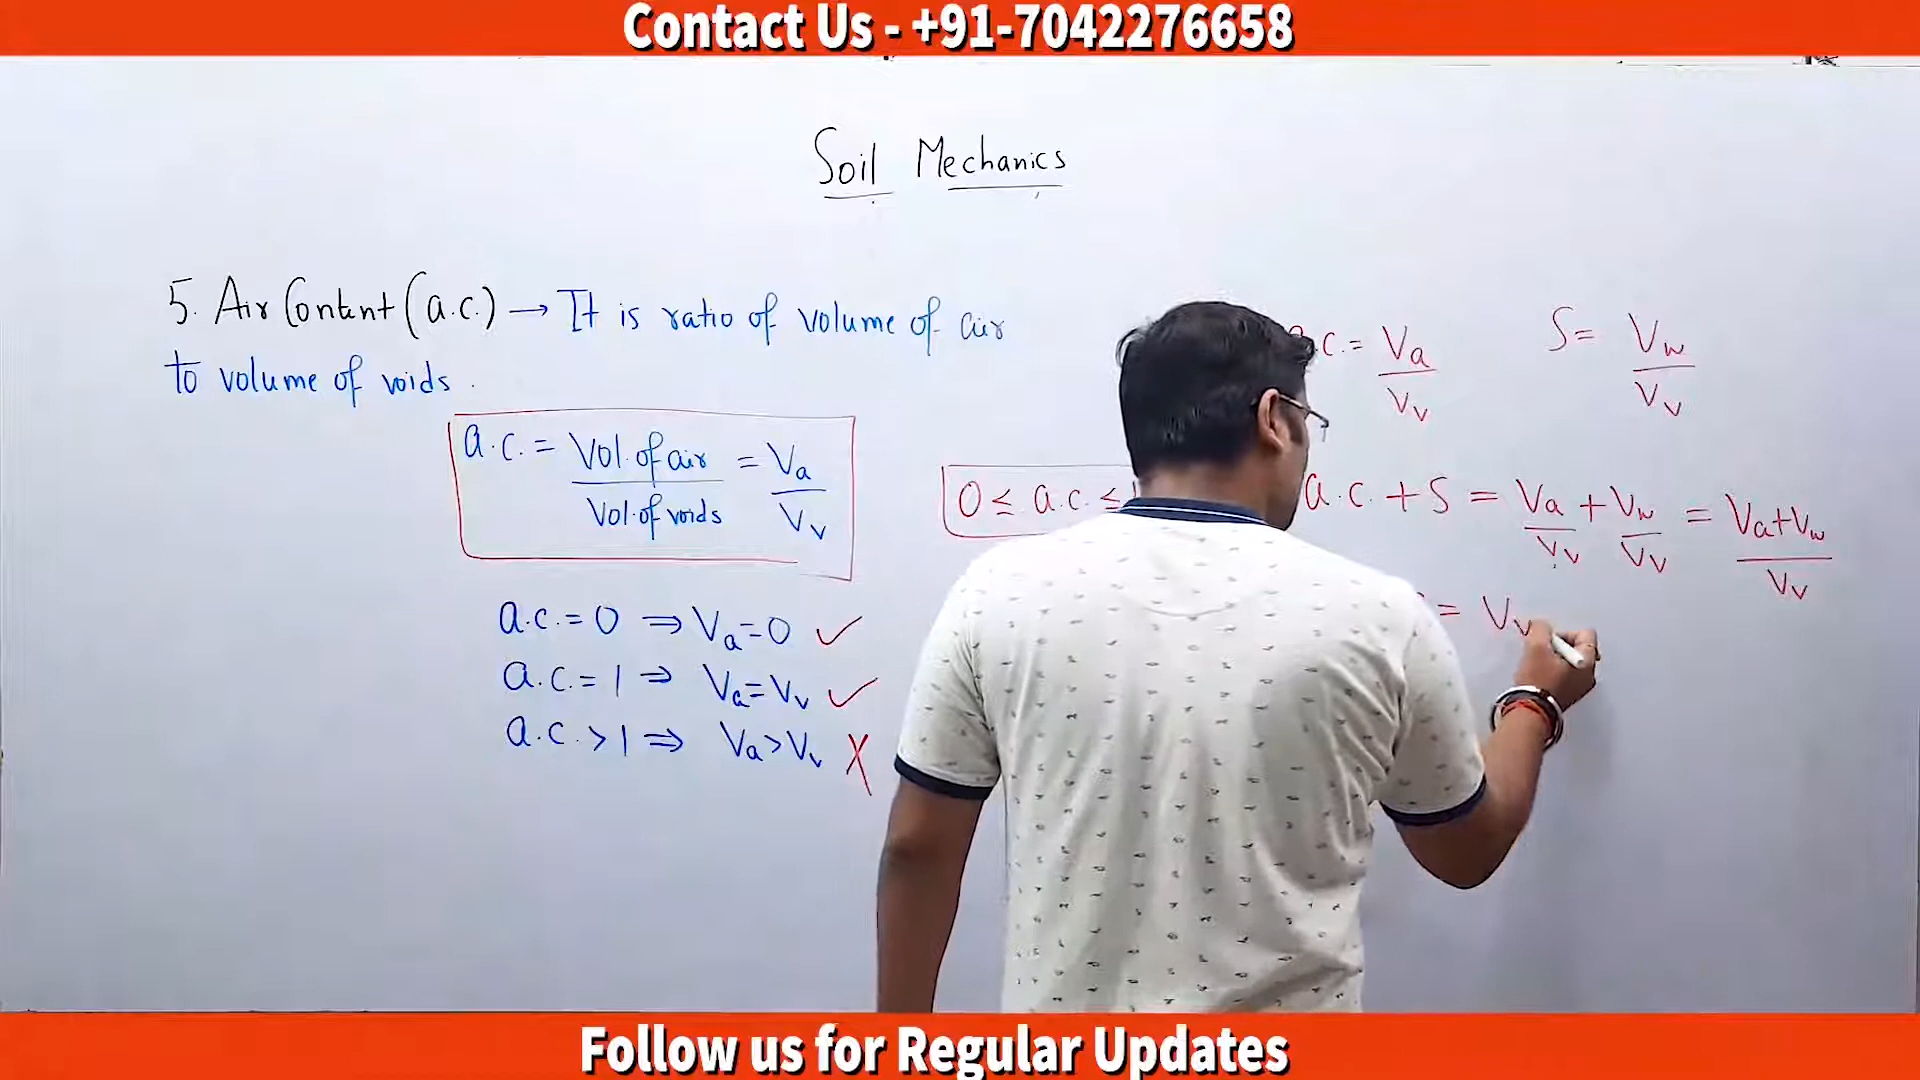 Contact Us - +91-7042276658
Soil Mechanics
5. Air Content (a.c.) → It is ratio of volume of air
to volume of voids.
a.c. = Vol. of air / Vol. of voids = Va / Vv
a.c. = 0 ⇒ Va = 0 ✓
a.c. = 1 ⇒ Va = Vv ✓
a.c. > 1 ⇒ Va > Vv X
0 ≤ a.c. ≤
.c. = Va / Vv
S = Vw / Vv
a.c. + S = Va / Vv + Vw / Vv = Va + Vw / Vv
= Vv
Follow us for Regular Updates